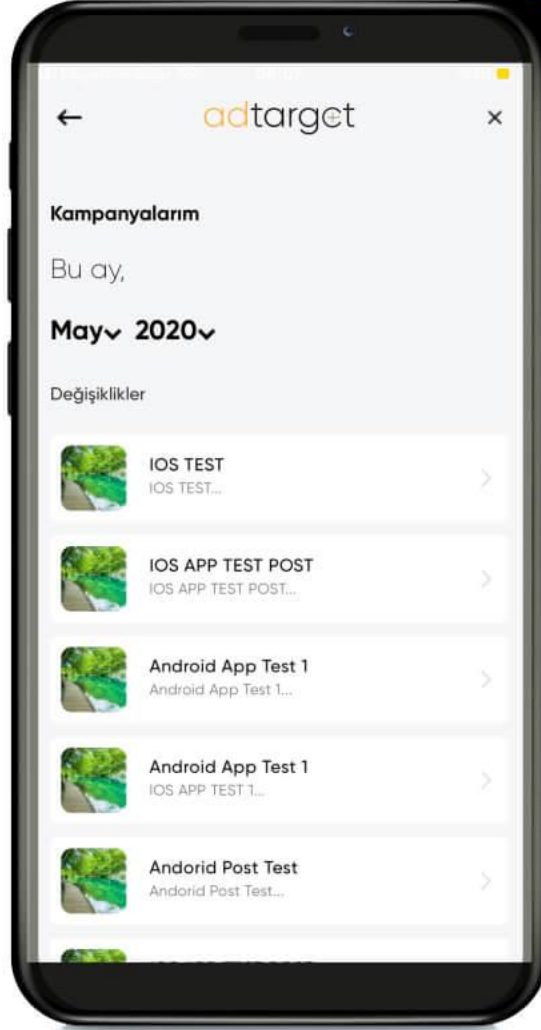 adtarget
Kampanyalarım
Bu ay,
May 2020
Değişiklikler
IOS TEST
IOS TEST...
IOS APP TEST POST
IOS APP TEST POST...
Android App Test 1
Android App Test 1...
Android App Test 1
IOS APP TEST 1...
Andorid Post Test
Andorid Post Test...